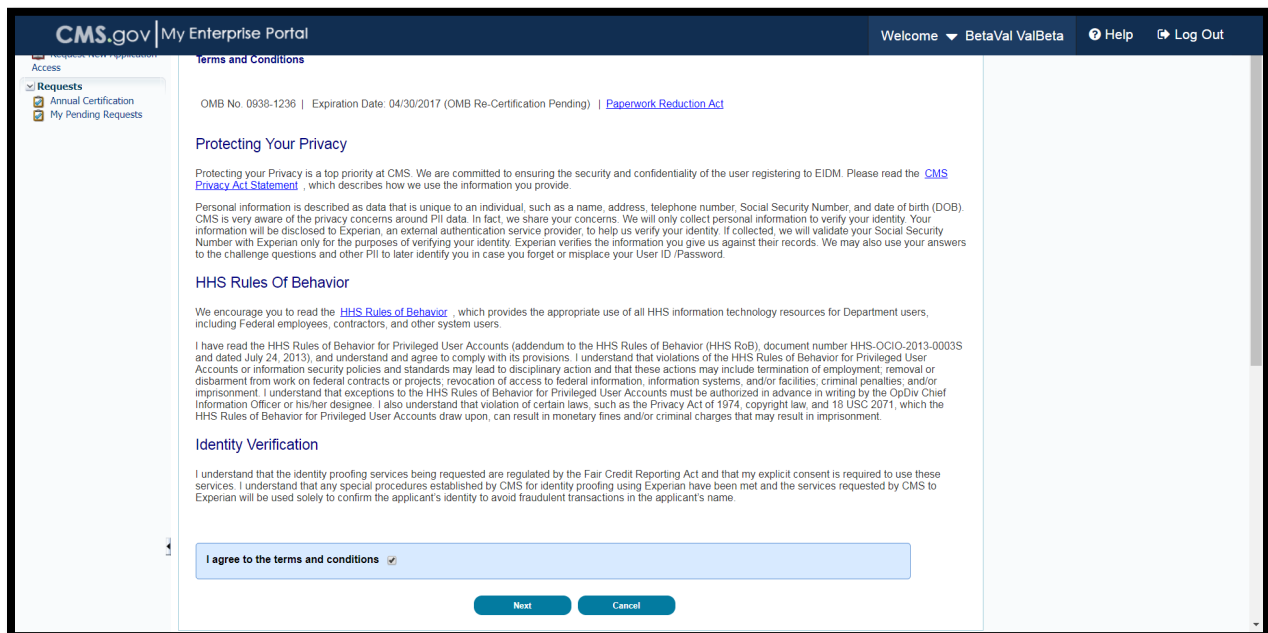 CMS.gov My Enterprise Portal
Welcome BetaVal ValBeta Help Log Out
Request New Application
Access
Requests
Annual Certification
My Pending Requests
Terms and Conditions
OMB No. 0938-1236 | Expiration Date: 04/30/2017 (OMB Re-Certification Pending) | Paperwork Reduction Act
Protecting Your Privacy
Protecting your Privacy is a top priority at CMS. We are committed to ensuring the security and confidentiality of the user registering to EIDM. Please read the CMS
Privacy Act Statement , which describes how we use the information you provide.
Personal information is described as data that is unique to an individual, such as a name, address, telephone number, Social Security Number, and date of birth (DOB).
CMS is very aware of the privacy concerns around PII data. In fact, we share your concerns. We will only collect personal information to verify your identity. Your
information will be disclosed to Experian, an external authentication service provider, to help us verify your identity. If collected, we will validate your Social Security
Number with Experian only for the purposes of verifying your identity. Experian verifies the information you give us against their records. We may also use your answers
to the challenge questions and other PII to later identify you in case you forget or misplace your User ID /Password.
HHS Rules Of Behavior
We encourage you to read the HHS Rules of Behavior , which provides the appropriate use of all HHS information technology resources for Department users,
including Federal employees, contractors, and other system users.
I have read the HHS Rules of Behavior for Privileged User Accounts (addendum to the HHS Rules of Behavior (HHS RoB), document number HHS-OCIO-2013-0003S
and dated July 24, 2013), and understand and agree to comply with its provisions. I understand that violations of the HHS Rules of Behavior for Privileged User
Accounts or information security policies and standards may lead to disciplinary action and that these actions may include termination of employment; removal or
disbarment from work on federal contracts or projects; revocation of access to federal information, information systems, and/or facilities; criminal penalties; and/or
imprisonment. I understand that exceptions to the HHS Rules of Behavior for Privileged User Accounts must be authorized in advance in writing by the OpDiv Chief
Information Officer or his/her designee. I also understand that violation of certain laws, such as the Privacy Act of 1974, copyright law, and 18 USC 2071, which the
HHS Rules of Behavior for Privileged User Accounts draw upon, can result in monetary fines and/or criminal charges that may result in imprisonment.
Identity Verification
I understand that the identity proofing services being requested are regulated by the Fair Credit Reporting Act and that my explicit consent is required to use these
services. I understand that any special procedures established by CMS for identity proofing using Experian have been met and the services requested by CMS to
Experian will be used solely to confirm the applicant's identity to avoid fraudulent transactions in the applicant's name.
I agree to the terms and conditions
Next Cancel